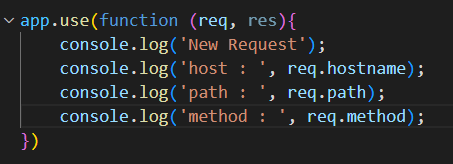 app.use(function (req, res){
    console.log('New Request');
    console.log('host : ', req.hostname);
    console.log('path : ', req.path);
    console.log('method : ', req.method);
})